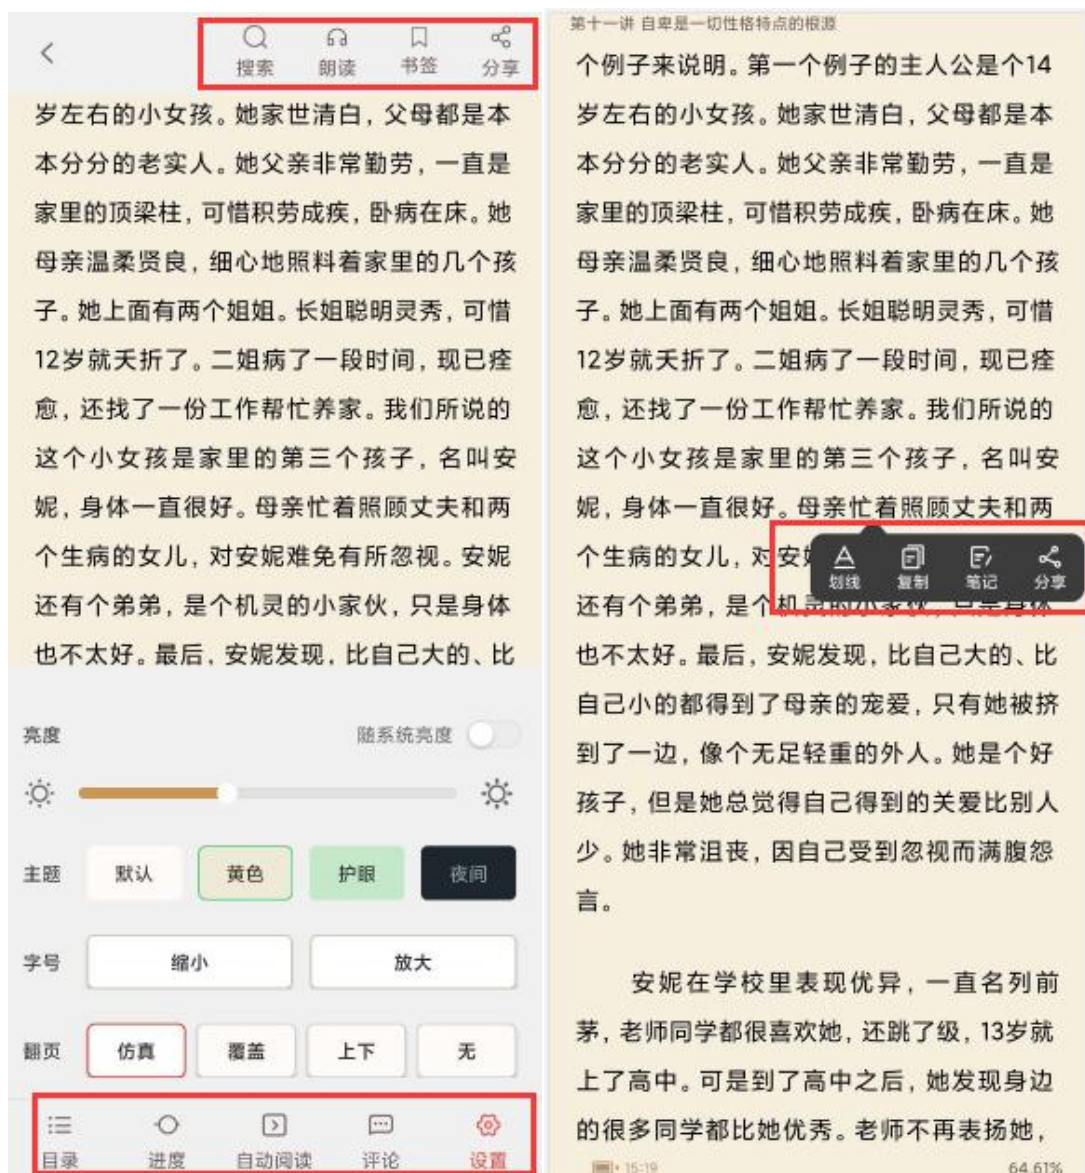 搜索 朗读 书签 分享
岁左右的小女孩。她家世清白，父母都是本
本分分的老实人。她父亲非常勤劳，一直是
家里的顶梁柱，可惜积劳成疾，卧病在床。她
母亲温柔贤良，细心地照料着家里的几个孩
子。她上面有两个姐姐。长姐聪明灵秀，可惜
12岁就夭折了。二姐病了一段时间，现已痊
愈，还找了一份工作帮忙养家。我们所说的
这个小女孩是家里的第三个孩子，名叫安
妮，身体一直很好。母亲忙着照顾丈夫和两
个生病的女儿，对安妮难免有所忽视。安妮
还有个弟弟，是个机灵的小家伙，只是身体
也不太好。最后，安妮发现，比自己大的、比
亮度 随系统亮度
主题 默认 黄色 护眼 夜间
字号 缩小 放大
翻页 仿真 覆盖 上下 无
目录 进度 自动阅读 评论 设置
第十一讲 自卑是一切性格特点的根源
个例子来说明。第一个例子的主人公是个14
岁左右的小女孩。她家世清白，父母都是本
本分分的老实人。她父亲非常勤劳，一直是
家里的顶梁柱，可惜积劳成疾，卧病在床。她
母亲温柔贤良，细心地照料着家里的几个孩
子。她上面有两个姐姐。长姐聪明灵秀，可惜
12岁就夭折了。二姐病了一段时间，现已痊
愈，还找了一份工作帮忙养家。我们所说的
这个小女孩是家里的第三个孩子，名叫安
妮，身体一直很好。母亲忙着照顾丈夫和两
个生病的女儿，对安
划线 复制 笔记 分享
还有个弟弟，是个机灵的小家伙，只是身体
也不太好。最后，安妮发现，比自己大的、比
自己小的都得到了母亲的宠爱，只有她被挤
到了一边，像个无足轻重的外人。她是个好
孩子，但是她总觉得自己得到的关爱比别人
少。她非常沮丧，因自己受到忽视而满腹怨
言。
安妮在学校里表现优异，一直名列前
茅，老师同学都很喜欢她，还跳了级，13岁就
上了高中。可是到了高中之后，她发现身边
的很多同学都比她优秀。老师不再表扬她，
15:19 64.61%